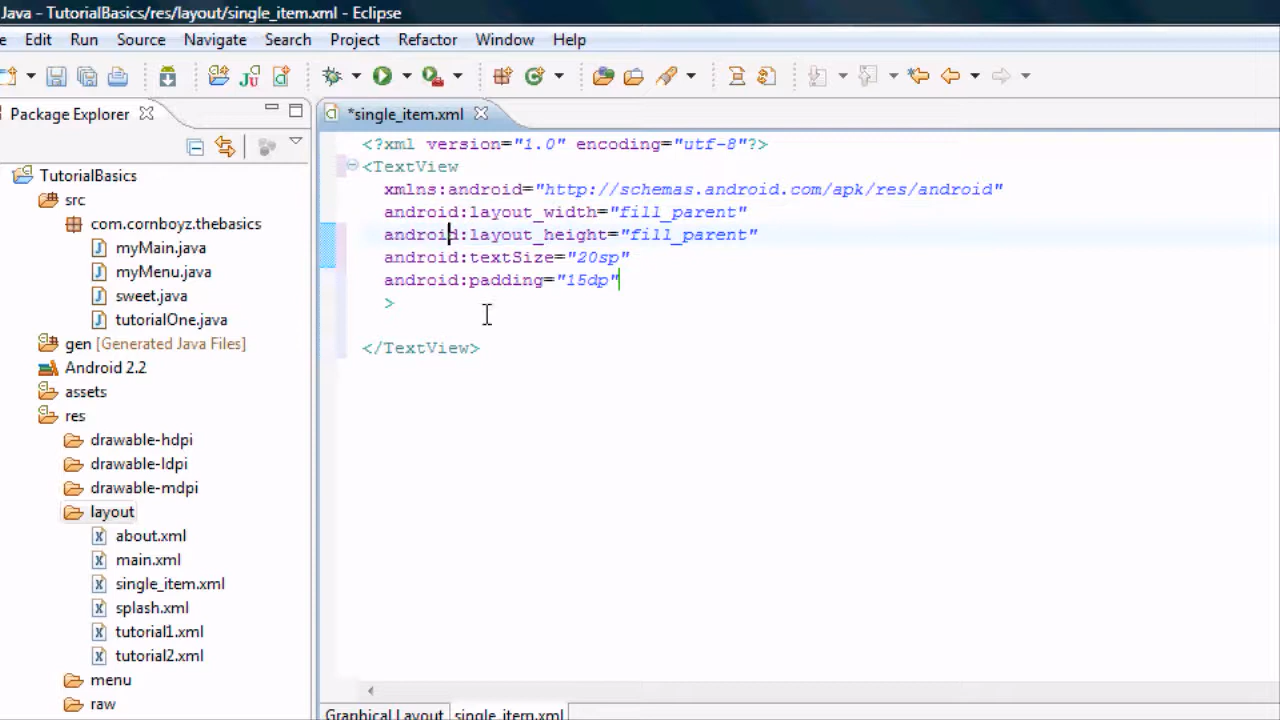 Java - TutorialBasics/res/layout/single_item.xml - Eclipse
Edit Run Source Navigate Search Project Refactor Window Help
Package Explorer
*single_item.xml
TutorialBasics
src
com.cornboyz.thebasics
myMain.java
myMenu.java
sweet.java
tutorialOne.java
gen [Generated Java Files]
Android 2.2
assets
res
drawable-hdpi
drawable-ldpi
drawable-mdpi
layout
about.xml
main.xml
single_item.xml
splash.xml
tutorial1.xml
tutorial2.xml
menu
raw
<?xml version="1.0" encoding="utf-8"?>
<TextView
xmlns:android="http://schemas.android.com/apk/res/android"
android:layout_width="fill_parent"
android:layout_height="fill_parent"
android:textSize="20sp"
android:padding="15dp"
>
</TextView>
Graphical Layout single_item.xml